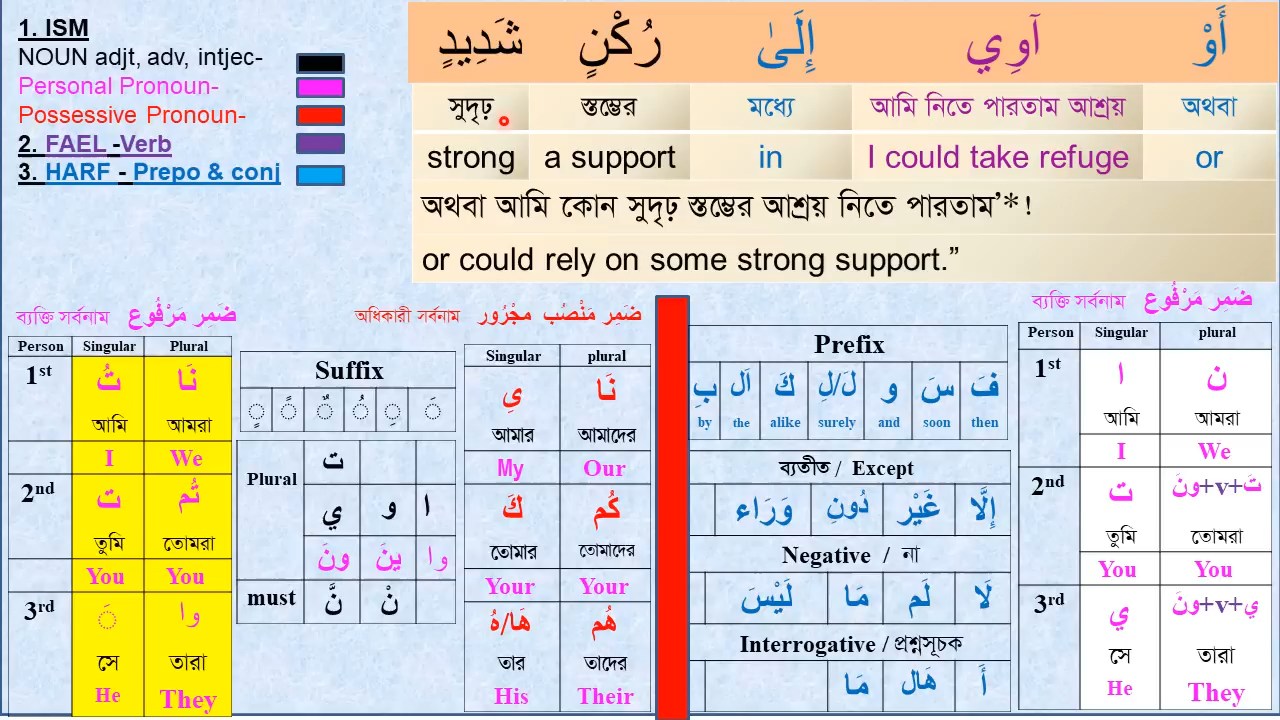 1. ISM
NOUN adjt, adv, intjec-
Personal Pronoun-
Possessive Pronoun-
2. FAEL -Verb
3. HARF - Prepo & conj
أَوْ آوِي إِلَىٰ رُكْنٍ شَدِيدٍ
সুদৃঢ় স্তম্ভের মধ্যে আমি নিতে পারতাম আশ্রয় অথবা
strong a support in I could take refuge or
অথবা আমি কোন সুদৃঢ় স্তম্ভের আশ্রয় নিতে পারতাম’*!
or could rely on some strong support.”
ব্যক্তি সর্বনাম ضَمِر مَرْفُوع
Person Singular Plural
1st تُ نَا
আমি আমরা
I We
2nd ت تُم
তুমি তোমরা
You You
3rd َ وا
সে তারা
He They
Suffix
ٍ ً ٌ ُ ِ َ
Plural ت
ي و ا
ونَ ينَ وا
must نَّ نْ
অধিকারী সর্বনাম ضَمِر مَنْصُب مجْرُور
Singular plural
يِ نَا
আমার আমাদের
My Our
كَ كُم
তোমার তোমাদের
Your Your
هَا/هُ هُم
তার তাদের
His Their
Prefix
بِ اَل كَ لَ/لِ و سَ فَ
by the alike surely and soon then
ব্যতীত / Except
وَرَاء دُونِ غَيْر إِلَّا
Negative / না
لَيْسَ مَا لَم لَا
Interrogative / প্রশ্নসূচক
مَا هَال أَ
ব্যক্তি সর্বনাম ضَمِر مَرْفُوع
Person Singular plural
1st ا ن
আমি আমরা
I We
2nd ت تَ+v+ونَ
তুমি তোমরা
You You
3rd ي ي+v+ونَ
সে তারা
He They